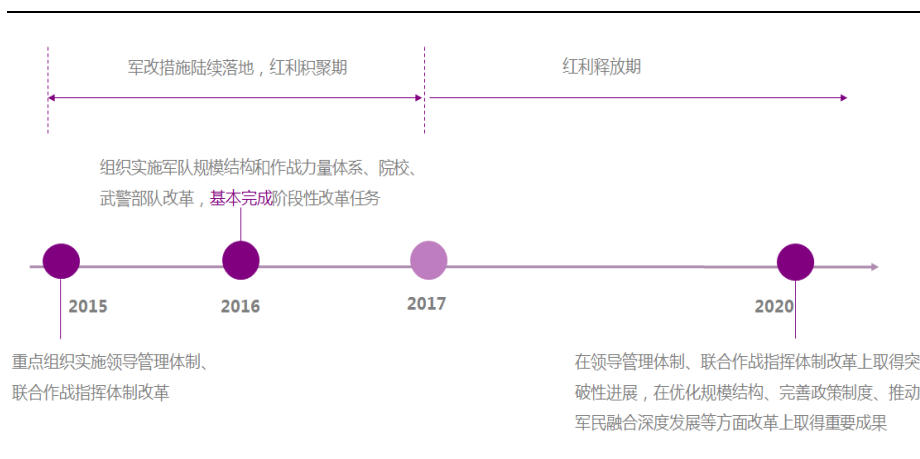 军改措施陆续落地，红利积聚期
红利释放期
组织实施军队规模结构和作战力量体系、院校、
武警部队改革，基本完成阶段性改革任务
2015
2016
2017
2020
重点组织实施领导管理体制、
联合作战指挥体制改革
在领导管理体制、联合作战指挥体制改革上取得突
破性进展，在优化规模结构、完善政策制度、推动
军民融合深度发展等方面改革上取得重要成果